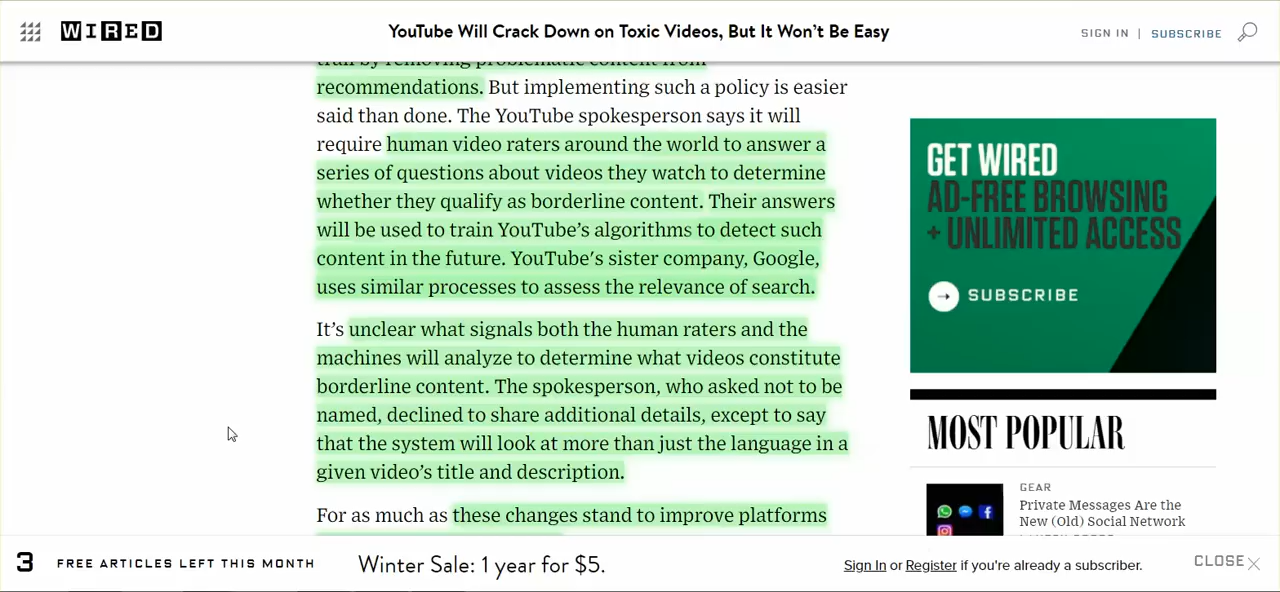 WIRED
YouTube Will Crack Down on Toxic Videos, But It Won’t Be Easy
SIGN IN | SUBSCRIBE
trail by removing problematic content from
recommendations. But implementing such a policy is easier
said than done. The YouTube spokesperson says it will
require human video raters around the world to answer a
series of questions about videos they watch to determine
whether they qualify as borderline content. Their answers
will be used to train YouTube’s algorithms to detect such
content in the future. YouTube's sister company, Google,
uses similar processes to assess the relevance of search.
It’s unclear what signals both the human raters and the
machines will analyze to determine what videos constitute
borderline content. The spokesperson, who asked not to be
named, declined to share additional details, except to say
that the system will look at more than just the language in a
given video’s title and description.
For as much as these changes stand to improve platforms
GET WIRED
AD-FREE BROWSING
+ UNLIMITED ACCESS
SUBSCRIBE
MOST POPULAR
GEAR
Private Messages Are the
New (Old) Social Network
3 FREE ARTICLES LEFT THIS MONTH
Winter Sale: 1 year for $5.
Sign In or Register if you're already a subscriber.
CLOSE